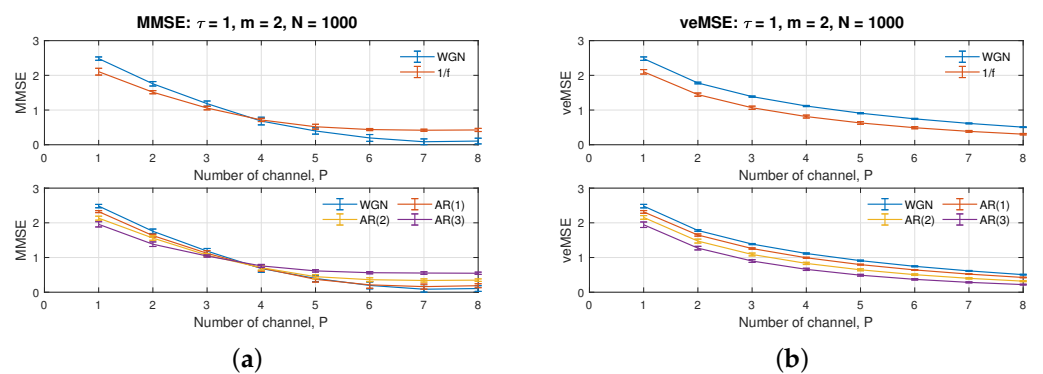 MMSE: τ = 1, m = 2, N = 1000
3
2
1
0
MMSE
WGN
1/f
0 1 2 3 4 5 6 7 8
Number of channel, P
3
2
1
0
MMSE
WGN AR(1)
AR(2) AR(3)
0 1 2 3 4 5 6 7 8
Number of channel, P
(a)
veMSE: τ = 1, m = 2, N = 1000
3
2
1
0
veMSE
WGN
1/f
0 1 2 3 4 5 6 7 8
Number of channel, P
3
2
1
0
veMSE
WGN AR(1)
AR(2) AR(3)
0 1 2 3 4 5 6 7 8
Number of channel, P
(b)